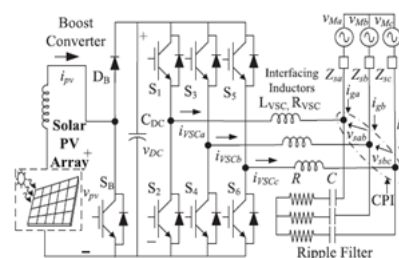 Boost
Converter
i_pv
D_B
Solar
PV
Array
+
v_pv
S_B
−
+
C_DC
v_DC
−
S_1
S_3
S_5
S_2
S_4
S_6
i_VSCa
i_VSCb
i_VSCc
Interfacing
Inductors
L_VSC, R_VSC
R
C
Ripple Filter
v_Ma
v_Mb
v_Mc
Z_sa
Z_sb
Z_sc
i_ga
i_gb
v_sab
v_sbc
CPI